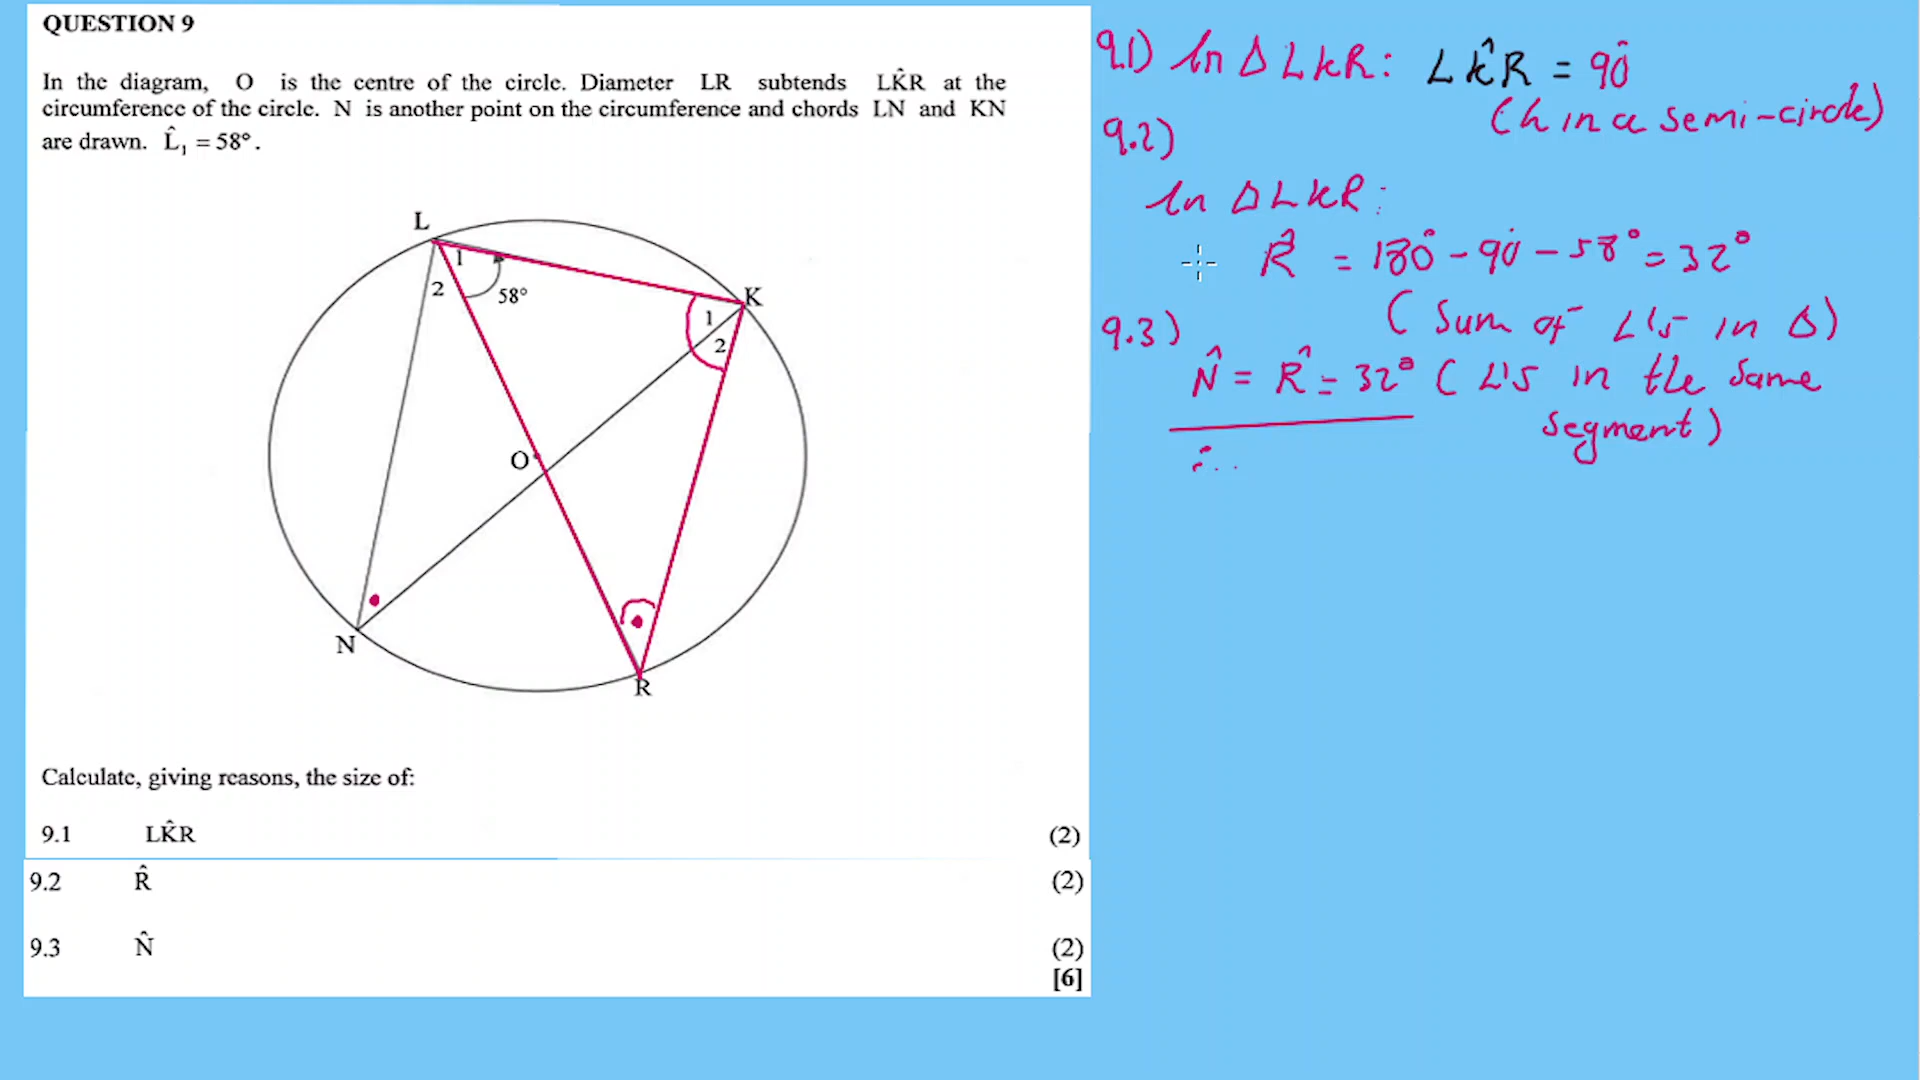 QUESTION 9
In the diagram, O is the centre of the circle. Diameter LR subtends LK̂R at the
circumference of the circle. N is another point on the circumference and chords LN and KN
are drawn. L̂₁ = 58°.
L
1
2
58°
K
1
2
O
N
R
Calculate, giving reasons, the size of:
9.1 LK̂R (2)
9.2 R̂ (2)
9.3 N̂ (2)
[6]
9.1) In Δ LKR: LK̂R = 90°
(∠ in a semi-circle)
9.2)
In ΔLKR:
R̂ = 180° - 90° - 58° = 32°
(Sum of ∠'s in Δ)
9.3)
N̂ = R̂ = 32° (∠'s in the same
segment)
∴..